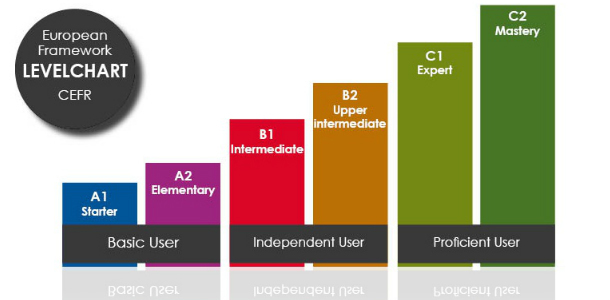 European
Framework
LEVELCHART
CEFR
A1
Starter
A2
Elementary
B1
Intermediate
B2
Upper
intermediate
C1
Expert
C2
Mastery
Basic User
Independent User
Proficient User